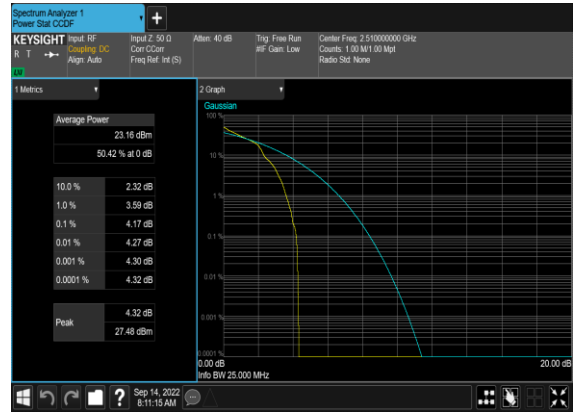 Spectrum Analyzer 1
Power Stat CCDF
+
KEYSIGHT
R T
LXI
Input: RF
Coupling: DC
Align: Auto
Input Z: 50 Ω
Corr CCorr
Freq Ref: Int (S)
Atten: 40 dB
Trig: Free Run
#IF Gain: Low
Center Freq: 2.510000000 GHz
Counts: 1.00 M/1.00 Mpt
Radio Std: None
1 Metrics
Average Power
23.16 dBm
50.42 % at 0 dB
10.0 % 2.32 dB
1.0 % 3.59 dB
0.1 % 4.17 dB
0.01 % 4.27 dB
0.001 % 4.30 dB
0.0001 % 4.32 dB
Peak
4.32 dB
27.48 dBm
2 Graph
Gaussian
100 %
10 %
1 %
0.1 %
0.01 %
0.001 %
0.0001 %
0.00 dB 20.00 dB
Info BW 25.000 MHz
?
Sep 14, 2022
8:11:15 AM